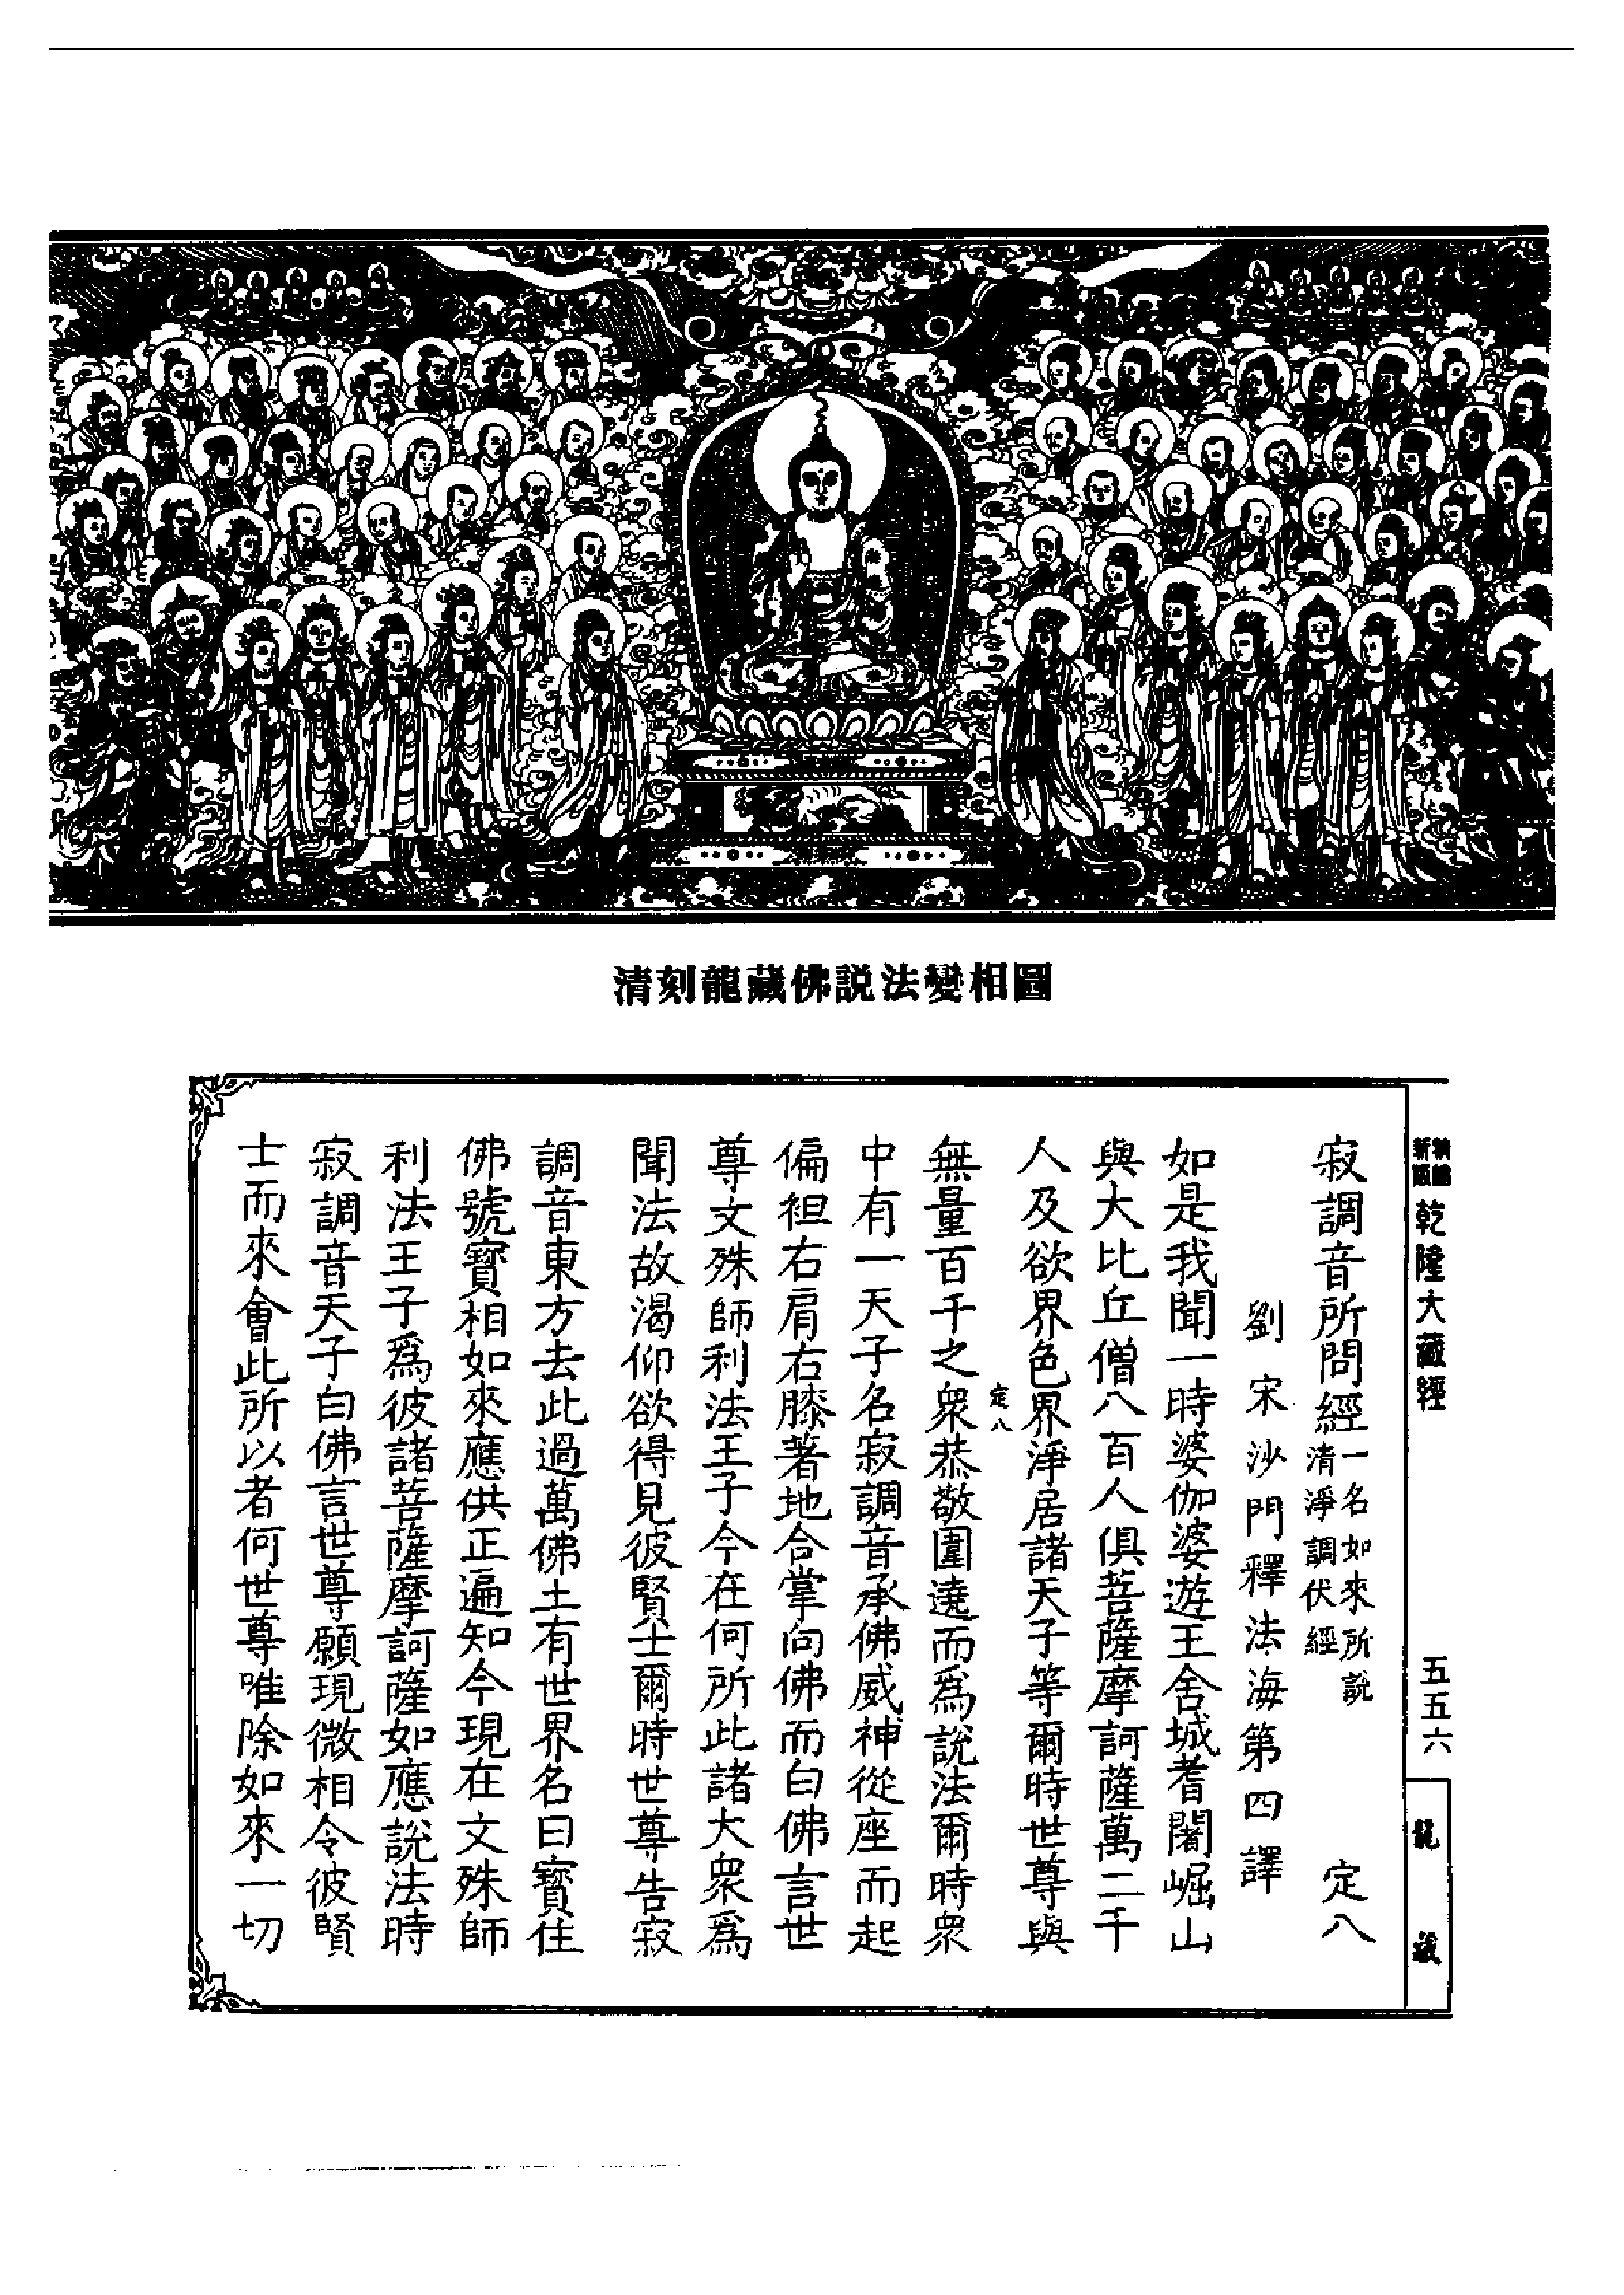 清刻龍藏佛説法變相圖
新版
精縮
乾隆大藏經
五五六
龍藏
寂調音所問經
一名如來所説
清淨調伏經
定八
劉宋沙門釋法海第四譯
如是我聞一時婆伽婆遊王舍城耆闍崛山
與大比丘僧八百人俱菩薩摩訶薩萬二千
人及欲界色界淨居諸天子等爾時世尊與
定八
無量百千之衆恭敬圍遶而爲説法爾時衆
中有一天子名寂調音承佛威神從座而起
偏袒右肩右膝著地合掌向佛而白佛言世
尊文殊師利法王子今在何所此諸大衆爲
聞法故渴仰欲得見彼賢士爾時世尊告寂
調音東方去此過萬佛土有世界名曰寶住
佛號寶相如來應供正遍知今現在文殊師
利法王子爲彼諸菩薩摩訶薩如應説法時
寂調音天子白佛言世尊願現微相令彼賢
士而來會此所以者何世尊唯除如來一切